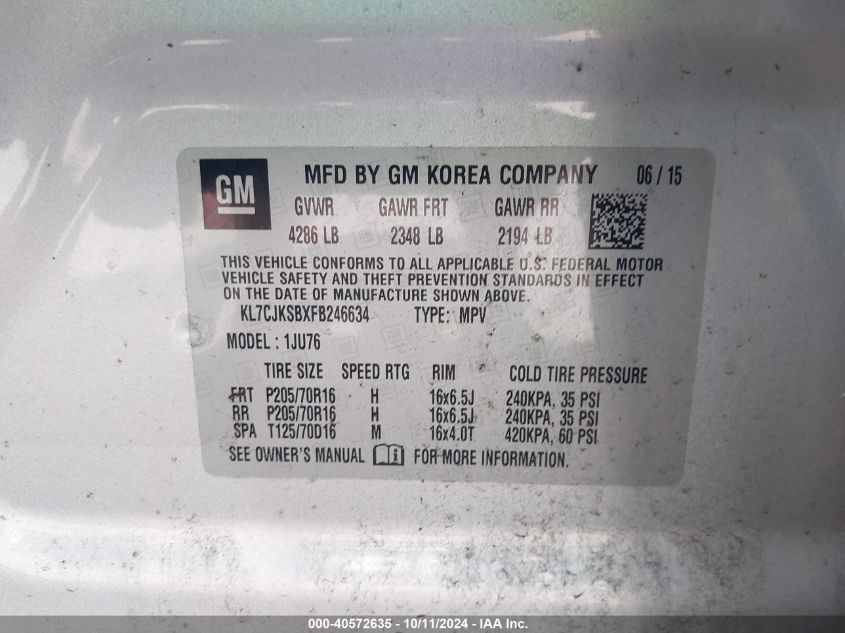 GM
MFD BY GM KOREA COMPANY 06 / 15
GVWR GAWR FRT GAWR RR
4286 LB 2348 LB 2194 LB
THIS VEHICLE CONFORMS TO ALL APPLICABLE U.S. FEDERAL MOTOR
VEHICLE SAFETY AND THEFT PREVENTION STANDARDS IN EFFECT
ON THE DATE OF MANUFACTURE SHOWN ABOVE.
KL7CJKSBXFB246634 TYPE: MPV
MODEL : 1JU76
TIRE SIZE SPEED RTG RIM COLD TIRE PRESSURE
FRT P205/70R16 H 16x6.5J 240KPA, 35 PSI
RR P205/70R16 H 16x6.5J 240KPA, 35 PSI
SPA T125/70D16 M 16x4.0T 420KPA, 60 PSI
SEE OWNER'S MANUAL i FOR MORE INFORMATION.
000-40572635 - 10/11/2024 - IAA Inc.